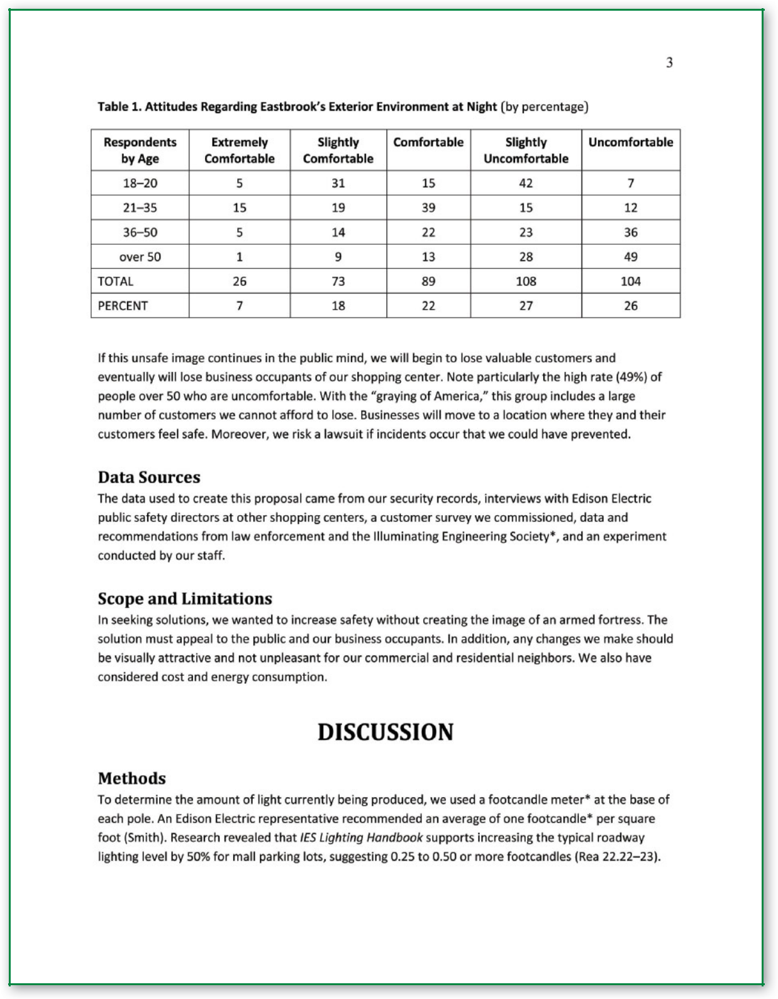 3
Table 1. Attitudes Regarding Eastbrook’s Exterior Environment at Night (by percentage)
Respondents by Age Extremely Comfortable Slightly Comfortable Comfortable Slightly Uncomfortable Uncomfortable
18–20 5 31 15 42 7
21–35 15 19 39 15 12
36–50 5 14 22 23 36
over 50 1 9 13 28 49
TOTAL 26 73 89 108 104
PERCENT 7 18 22 27 26
If this unsafe image continues in the public mind, we will begin to lose valuable customers and
eventually will lose business occupants of our shopping center. Note particularly the high rate (49%) of
people over 50 who are uncomfortable. With the “graying of America,” this group includes a large
number of customers we cannot afford to lose. Businesses will move to a location where they and their
customers feel safe. Moreover, we risk a lawsuit if incidents occur that we could have prevented.
Data Sources
The data used to create this proposal came from our security records, interviews with Edison Electric
public safety directors at other shopping centers, a customer survey we commissioned, data and
recommendations from law enforcement and the Illuminating Engineering Society*, and an experiment
conducted by our staff.
Scope and Limitations
In seeking solutions, we wanted to increase safety without creating the image of an armed fortress. The
solution must appeal to the public and our business occupants. In addition, any changes we make should
be visually attractive and not unpleasant for our commercial and residential neighbors. We also have
considered cost and energy consumption.
DISCUSSION
Methods
To determine the amount of light currently being produced, we used a footcandle meter* at the base of
each pole. An Edison Electric representative recommended an average of one footcandle* per square
foot (Smith). Research revealed that IES Lighting Handbook supports increasing the typical roadway
lighting level by 50% for mall parking lots, suggesting 0.25 to 0.50 or more footcandles (Rea 22.22–23).